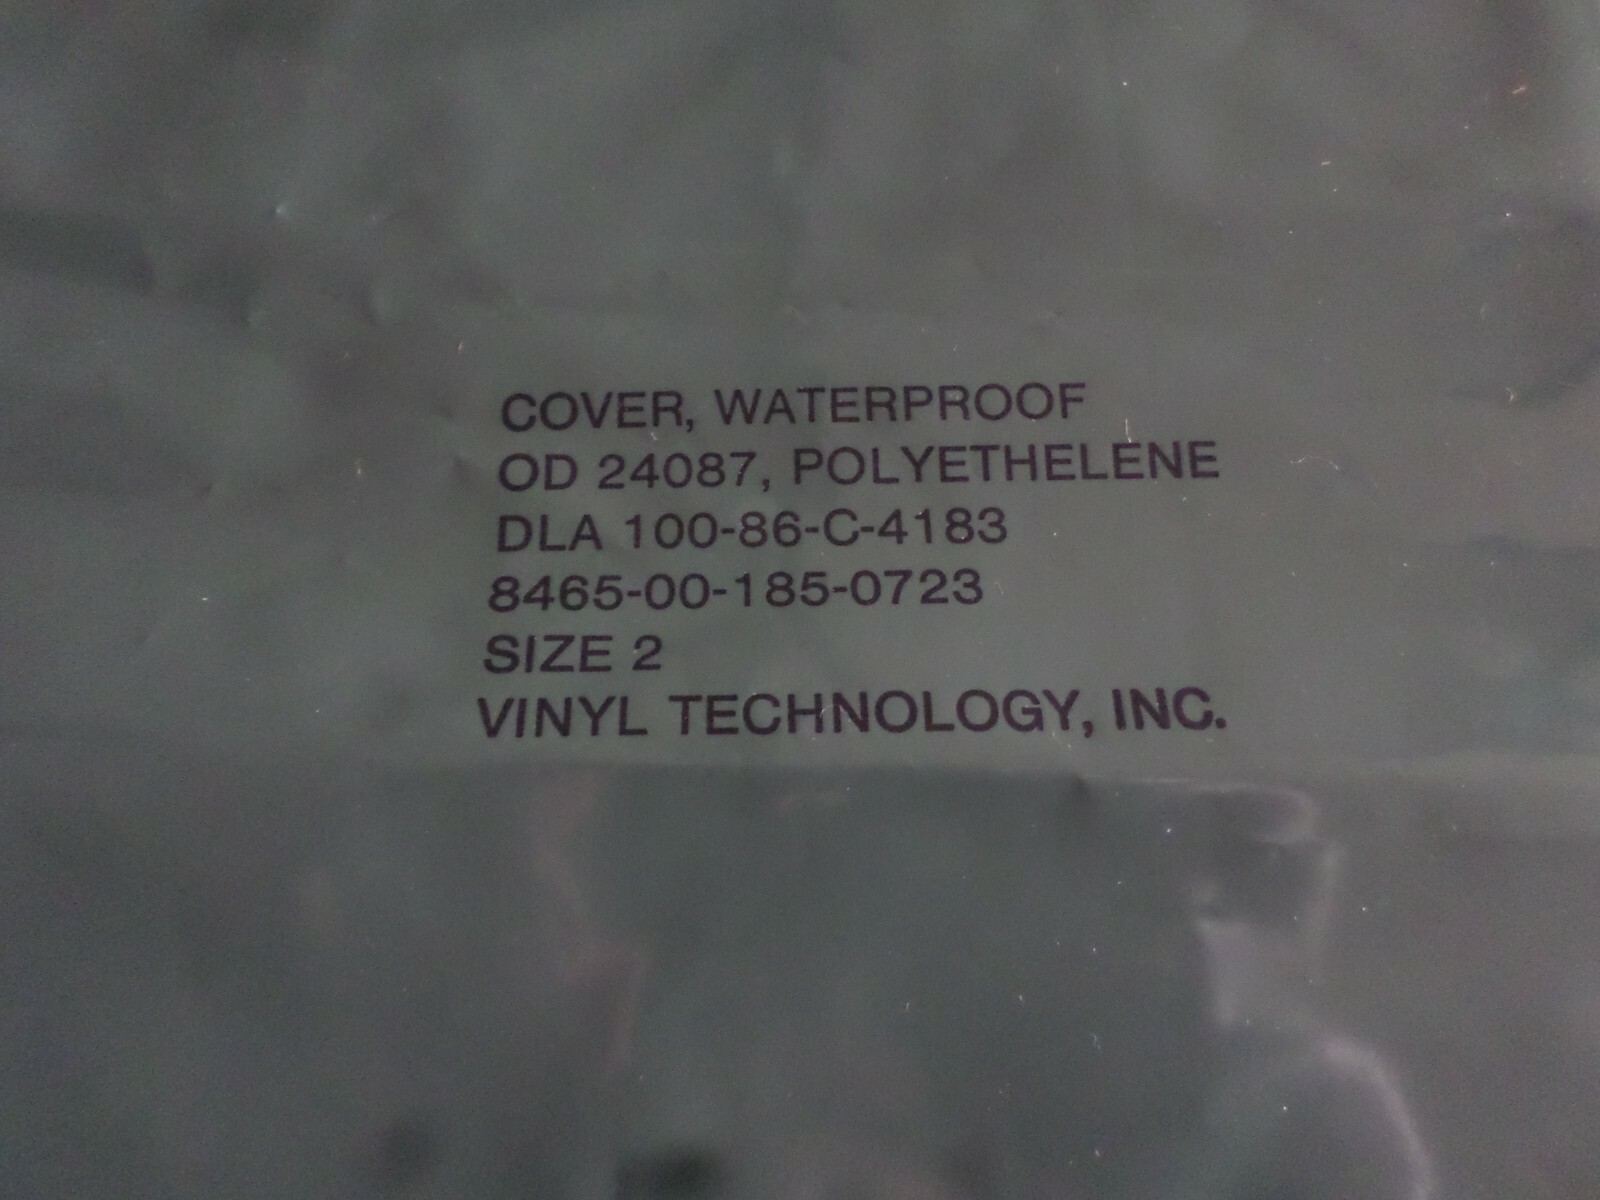 COVER, WATERPROOF
OD 24087, POLYETHELENE
DLA 100-86-C-4183
8465-00-185-0723
SIZE 2
VINYL TECHNOLOGY, INC.